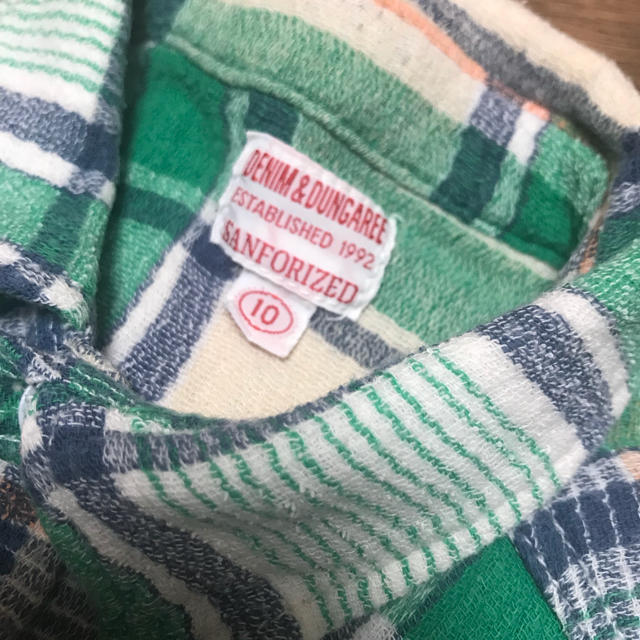 DENIM & DUNGAREE
ESTABLISHED 1992
SANFORIZED
10